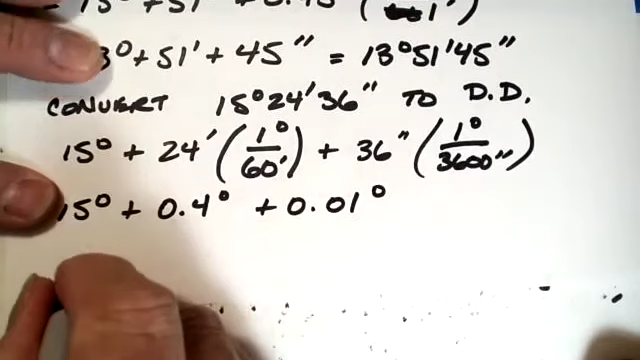 13° + 51' + 45" = 13°51'45"
CONVERT 15°24'36" TO D.D.
15° + 24' (1°/60') + 36" (1°/3600")
15° + 0.4° + 0.01°